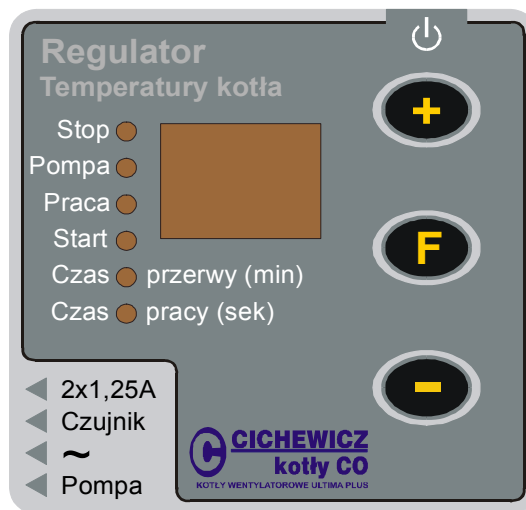 Regulator
Temperatury kotła
Stop
Pompa
Praca
Start
Czas przerwy (min)
Czas pracy (sek)
+
F
-
2x1,25A
Czujnik
~
Pompa
C CICHEWICZ
kotły CO
KOTŁY WENTYLATOROWE ULTIMA PLUS